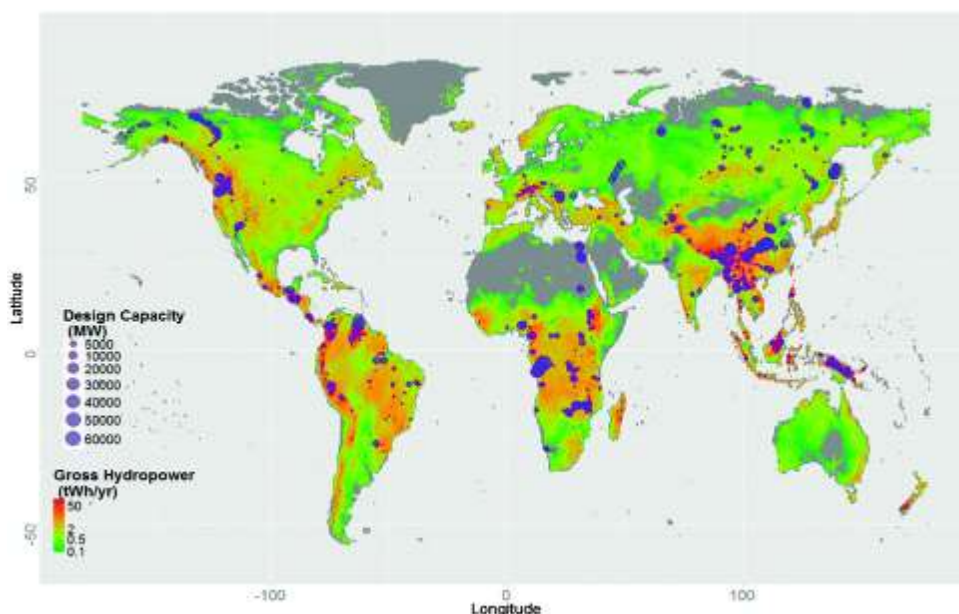 50
0
-50
Latitude
Design Capacity
(MW)
5000
10000
20000
30000
40000
50000
60000
Gross Hydropower
(tWh/yr)
50
2
0.5
0.1
-100
0
100
Longitude